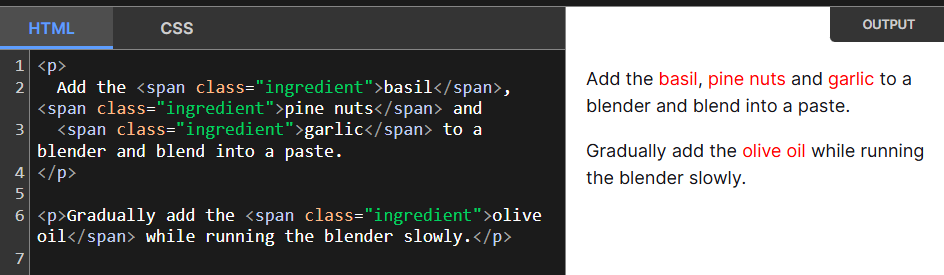 HTML CSS OUTPUT
1 <p>
2   Add the <span class="ingredient">basil</span>,
<span class="ingredient">pine nuts</span> and
3   <span class="ingredient">garlic</span> to a
blender and blend into a paste.
4 </p>
5
6 <p>Gradually add the <span class="ingredient">olive
oil</span> while running the blender slowly.</p>
7
Add the basil, pine nuts and garlic to a
blender and blend into a paste.
Gradually add the olive oil while running
the blender slowly.